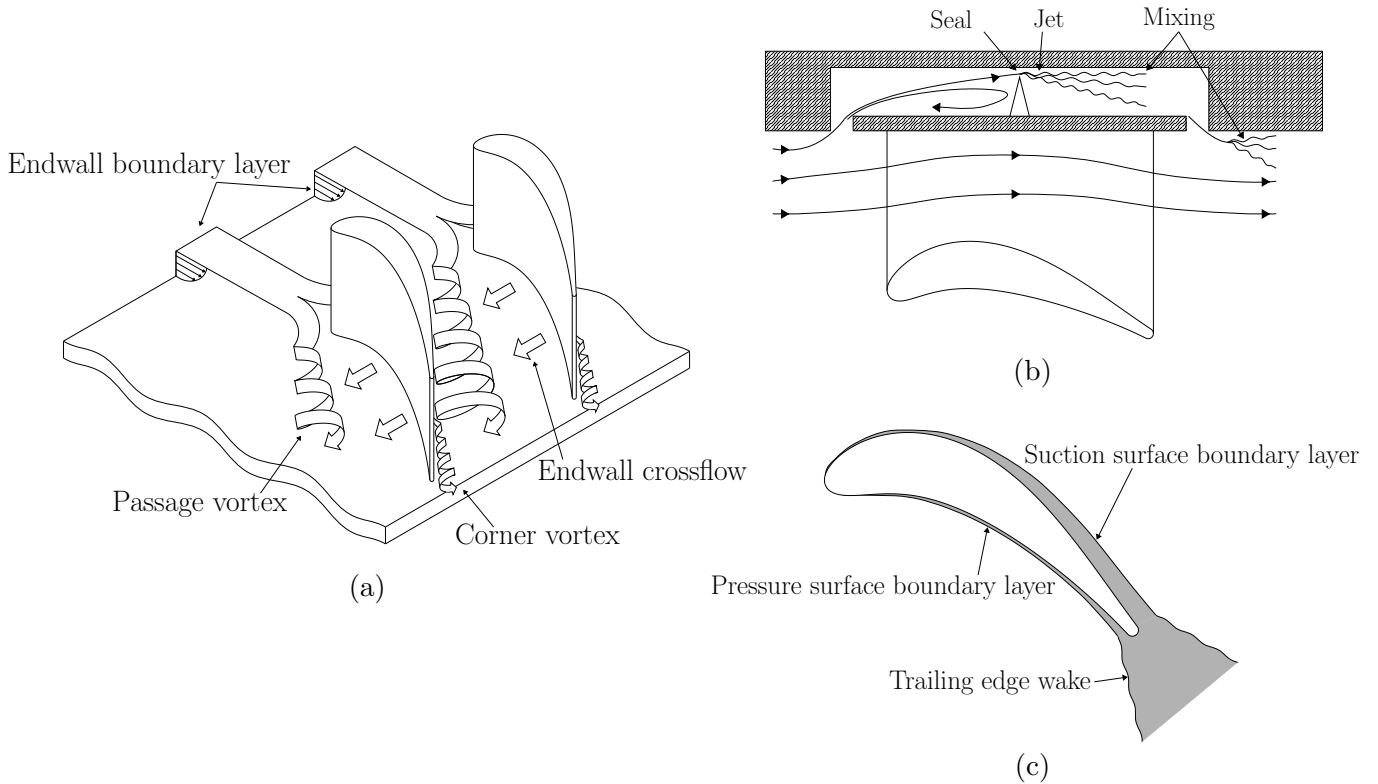 Endwall boundary layer
Passage vortex
Endwall crossflow
Corner vortex
(a)
Seal
Jet
Mixing
(b)
Suction surface boundary layer
Pressure surface boundary layer
Trailing edge wake
(c)